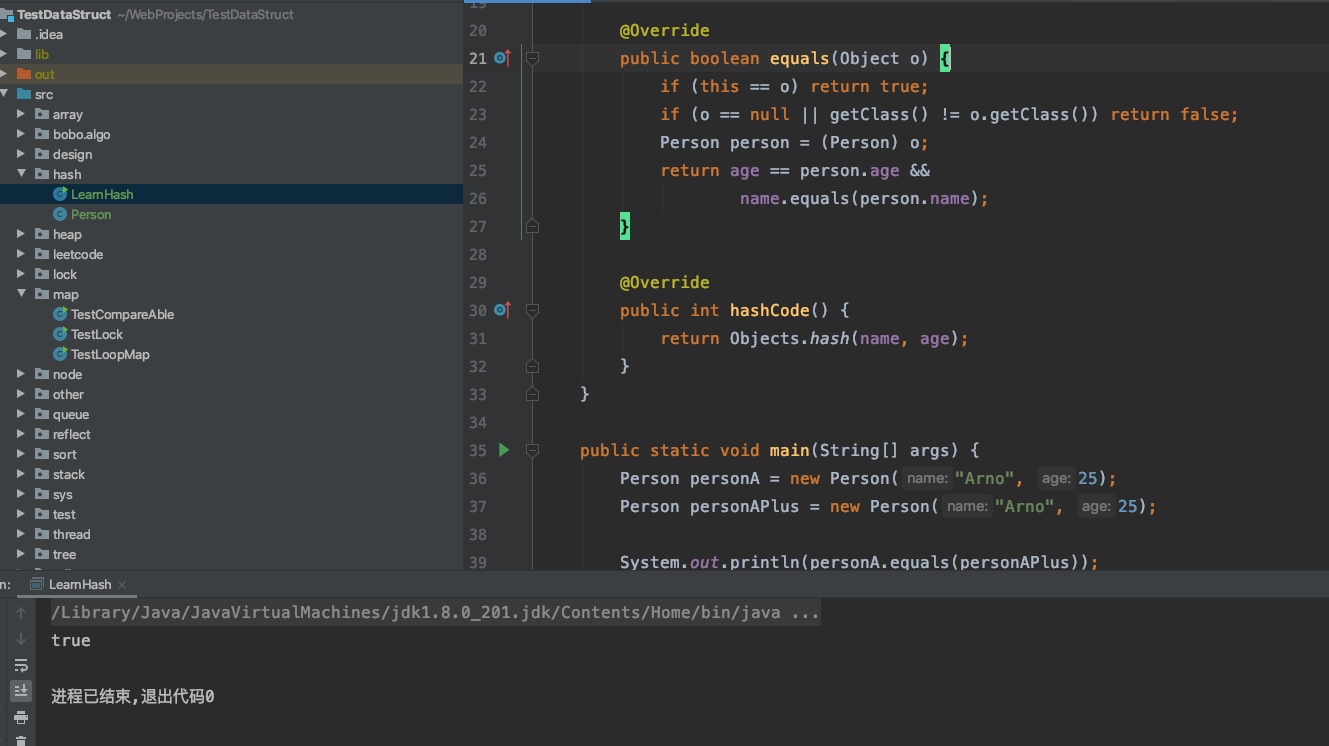 TestDataStruct ~/WebProjects/TestDataStruct
.idea
lib
out
src
array
bobo.algo
design
hash
LearnHash
Person
heap
leetcode
lock
map
TestCompareAble
TestLock
TestLoopMap
node
other
queue
reflect
sort
stack
sys
test
thread
tree
20 @Override
21 public boolean equals(Object o) {
22 if (this == o) return true;
23 if (o == null || getClass() != o.getClass()) return false;
24 Person person = (Person) o;
25 return age == person.age &&
26 name.equals(person.name);
27 }
28
29 @Override
30 public int hashCode() {
31 return Objects.hash(name, age);
32 }
33 }
34
35 public static void main(String[] args) {
36 Person personA = new Person( name: "Arno", age: 25);
37 Person personAPlus = new Person( name: "Arno", age: 25);
38
39 System.out.println(personA.equals(personAPlus));
n: LearnHash ×
/Library/Java/JavaVirtualMachines/jdk1.8.0_201.jdk/Contents/Home/bin/java ...
true
进程已结束,退出代码0